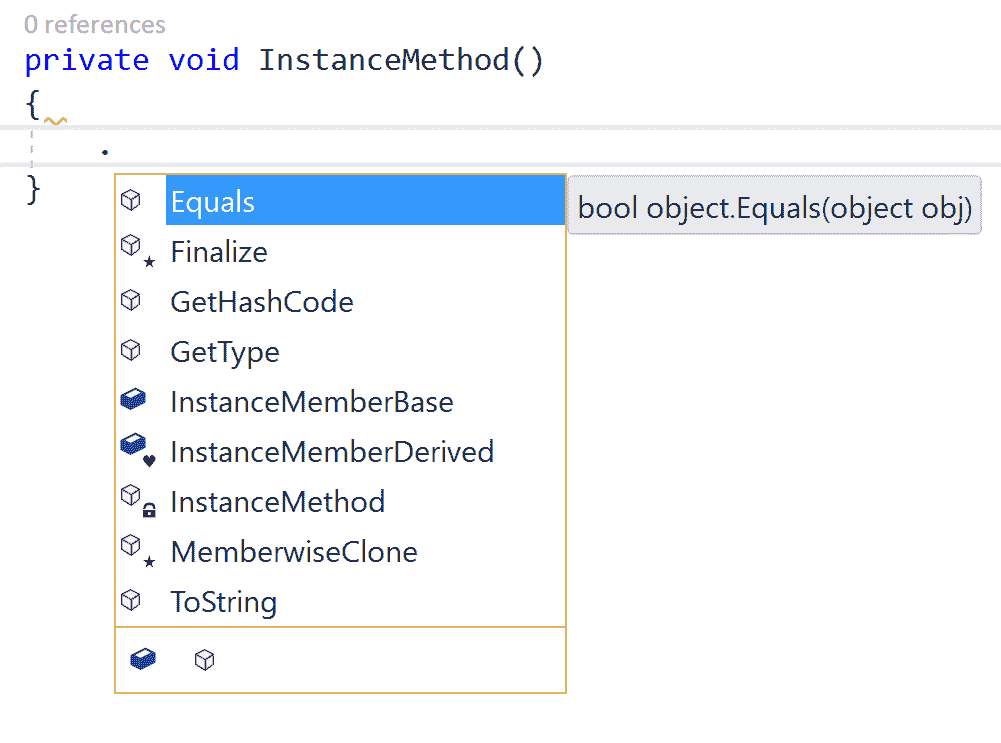 0 references
private void InstanceMethod()
{
.
}
Equals
bool object.Equals(object obj)
Finalize
GetHashCode
GetType
InstanceMemberBase
InstanceMemberDerived
InstanceMethod
MemberwiseClone
ToString